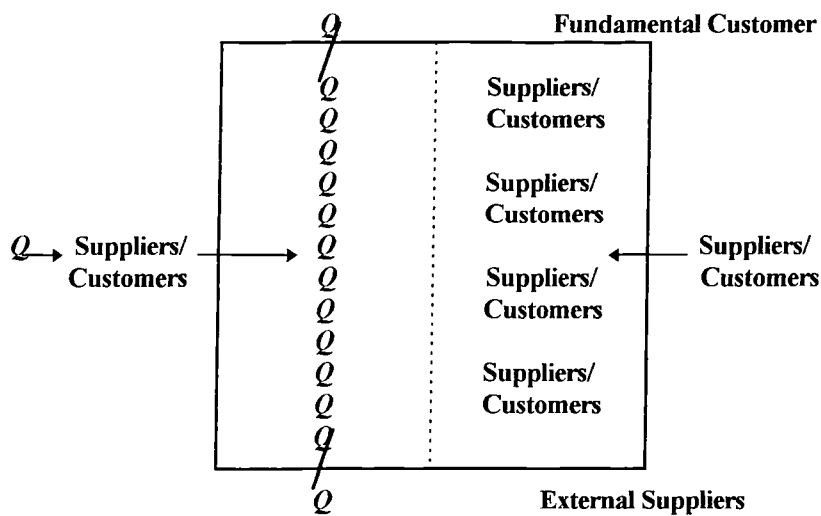 Q Fundamental Customer
Q Suppliers/
Q Customers
Q
Q Suppliers/
Q Customers
Q Suppliers/ Q Suppliers/
Customers Q Suppliers/ Customers
Q Customers
Q
Q Suppliers/
Q Customers
Q
Q External Suppliers